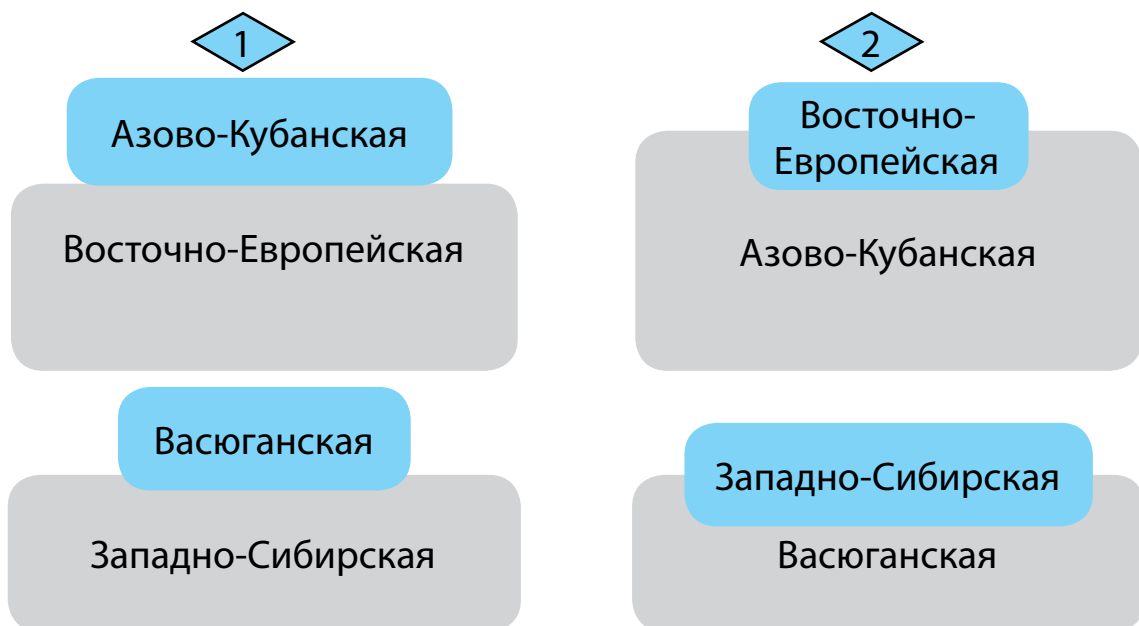 1
Азово-Кубанская
Восточно-Европейская
Васюганская
Западно-Сибирская
2
Восточно-
Европейская
Азово-Кубанская
Западно-Сибирская
Васюганская